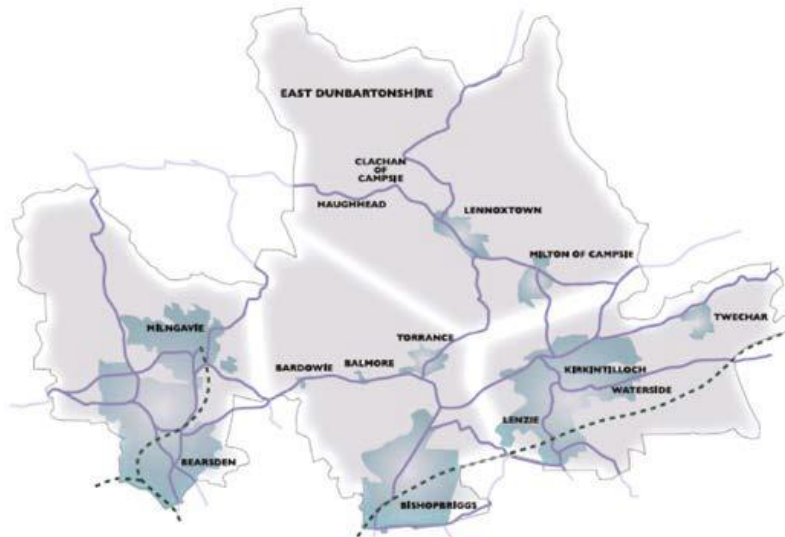 EAST DUNBARTONSHIRE
CLACHAN
OF
CAMPSIE
HAUGHHEAD
LENNOXTOWN
MILTON OF CAMPSIE
TWECHAR
MILNGAVIE
TORRANCE
BARDOWIE
BALMORE
KIRKINTILLOCH
WATERSIDE
LENZIE
BEARSDEN
BISHOPBRIGGS